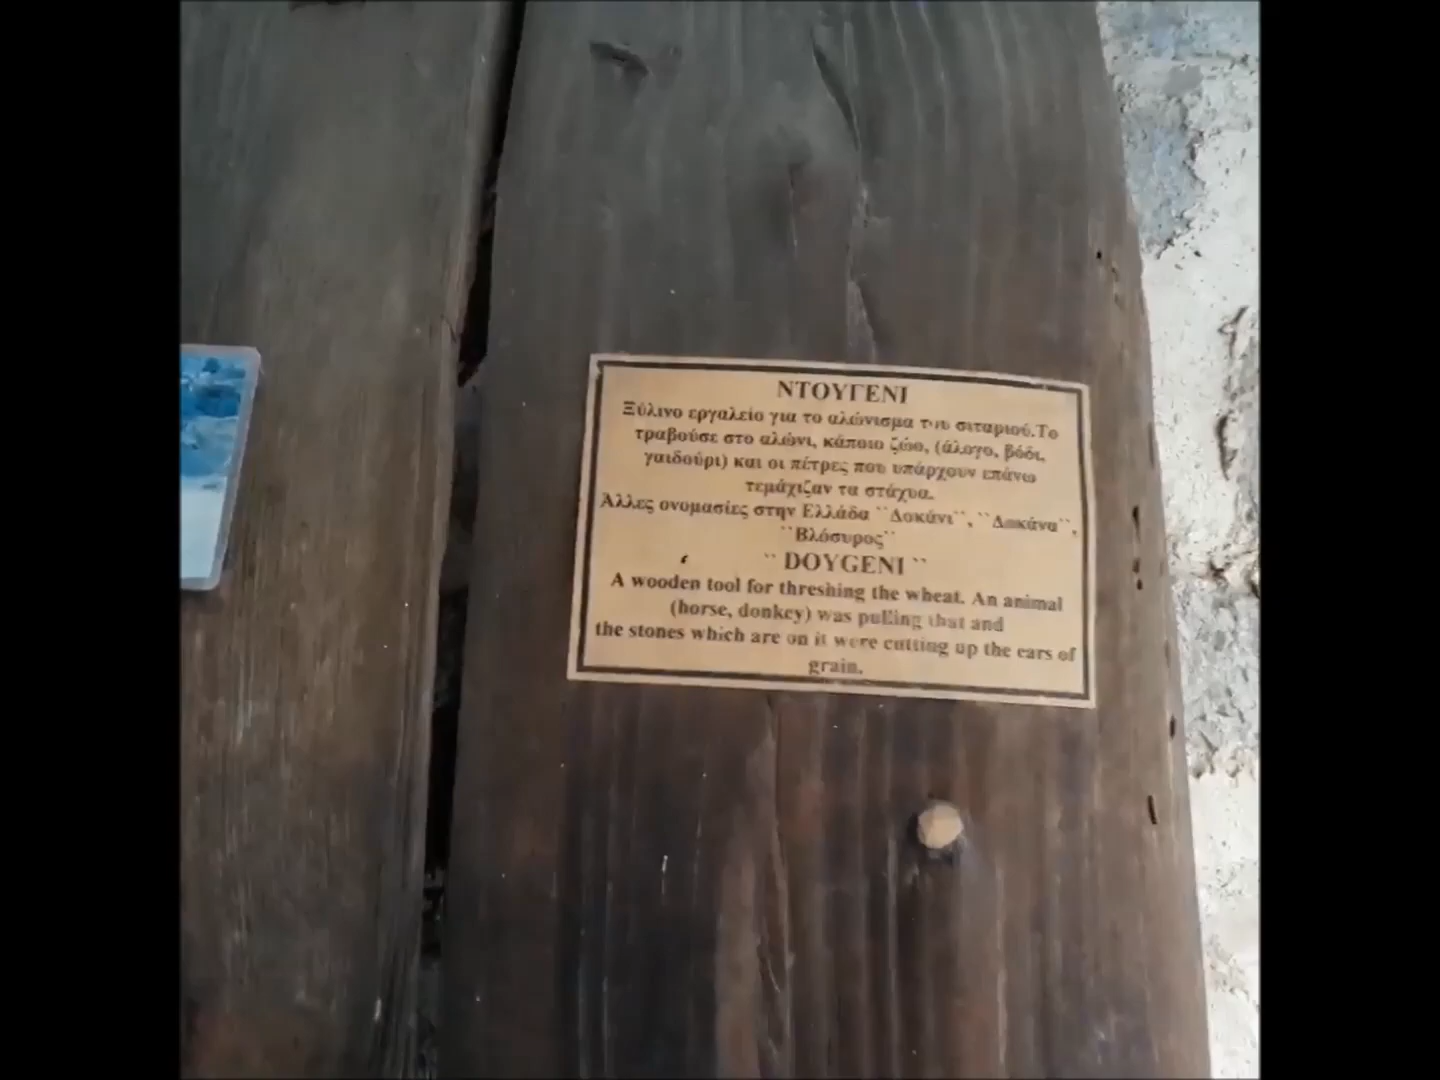 ΝΤΟΥΓΕΝΙ
Ξύλινο εργαλείο για το αλώνισμα του σιταριού.Το
τραβούσε στο αλώνι, κάποιο ζώο, (άλογο, βόδι,
γαιδούρι) και οι πέτρες που υπάρχουν επάνω
τεμάχιζαν τα στάχυα.
Άλλες ονομασίες στην Ελλάδα ``Δοκάνι``, ``Δοκάνα``,
``Βλόσυρος``
`` DOYGENI ``
A wooden tool for threshing the wheat. An animal
(horse, donkey) was pulling that and
the stones which are on it were cutting up the ears of
grain.